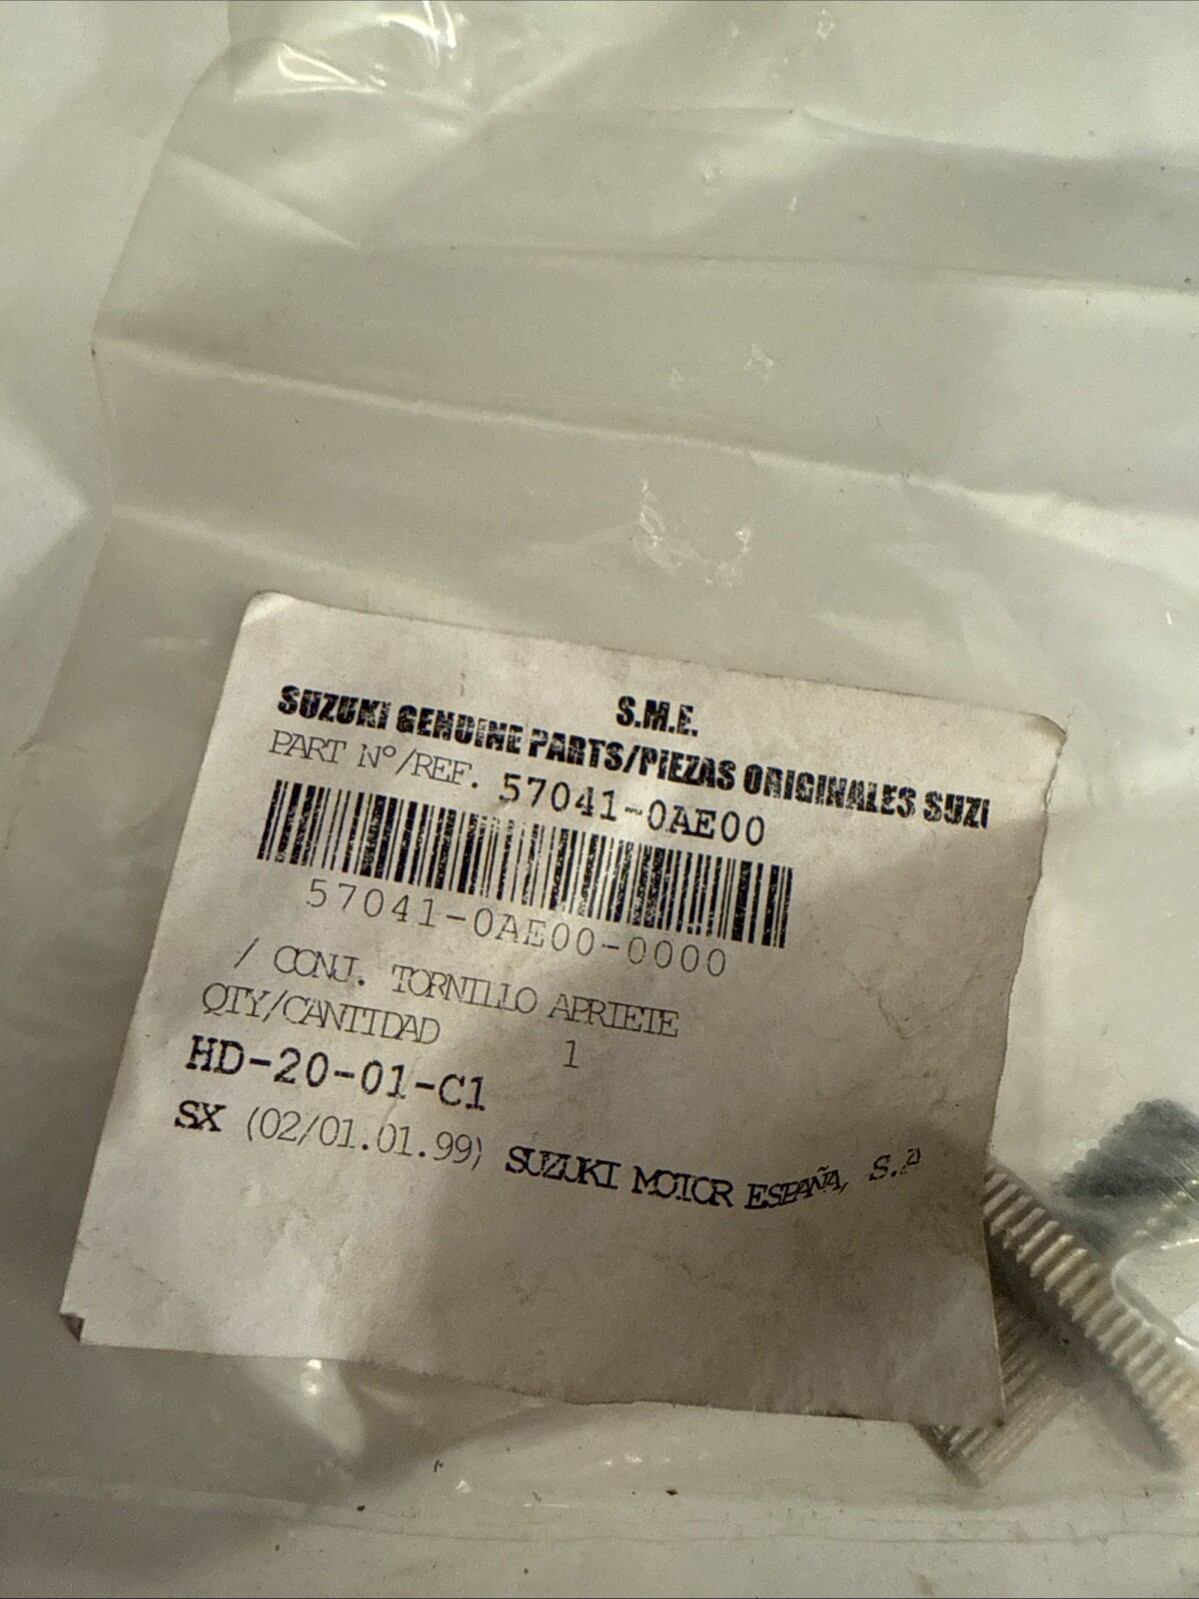 S.M.E.
SUZUKI GENUINE PARTS/PIEZAS ORIGINALES SUZI
PART Nº/REF. 57041-0AE00
57041-0AE00-0000
/ CONJ. TORNILLO APRIETE
QTY/CANTIDAD 1
HD-20-01-C1
SX (02/01.01.99) SUZUKI MOTOR ESPAÑA, S.A